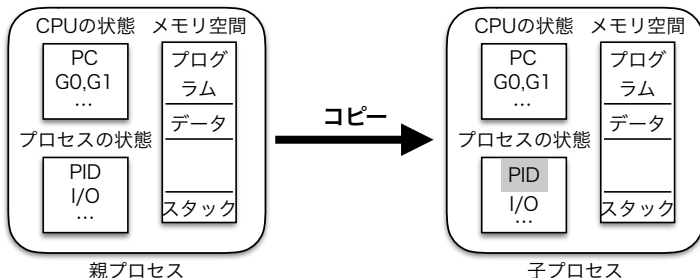 CPUの状態
メモリ空間
PC
G0,G1
…
プログ
ラム
データ
スタック
プロセスの状態
PID
I/O
…
親プロセス
コピー
CPUの状態
メモリ空間
PC
G0,G1
…
プログ
ラム
データ
スタック
プロセスの状態
PID
I/O
…
子プロセス